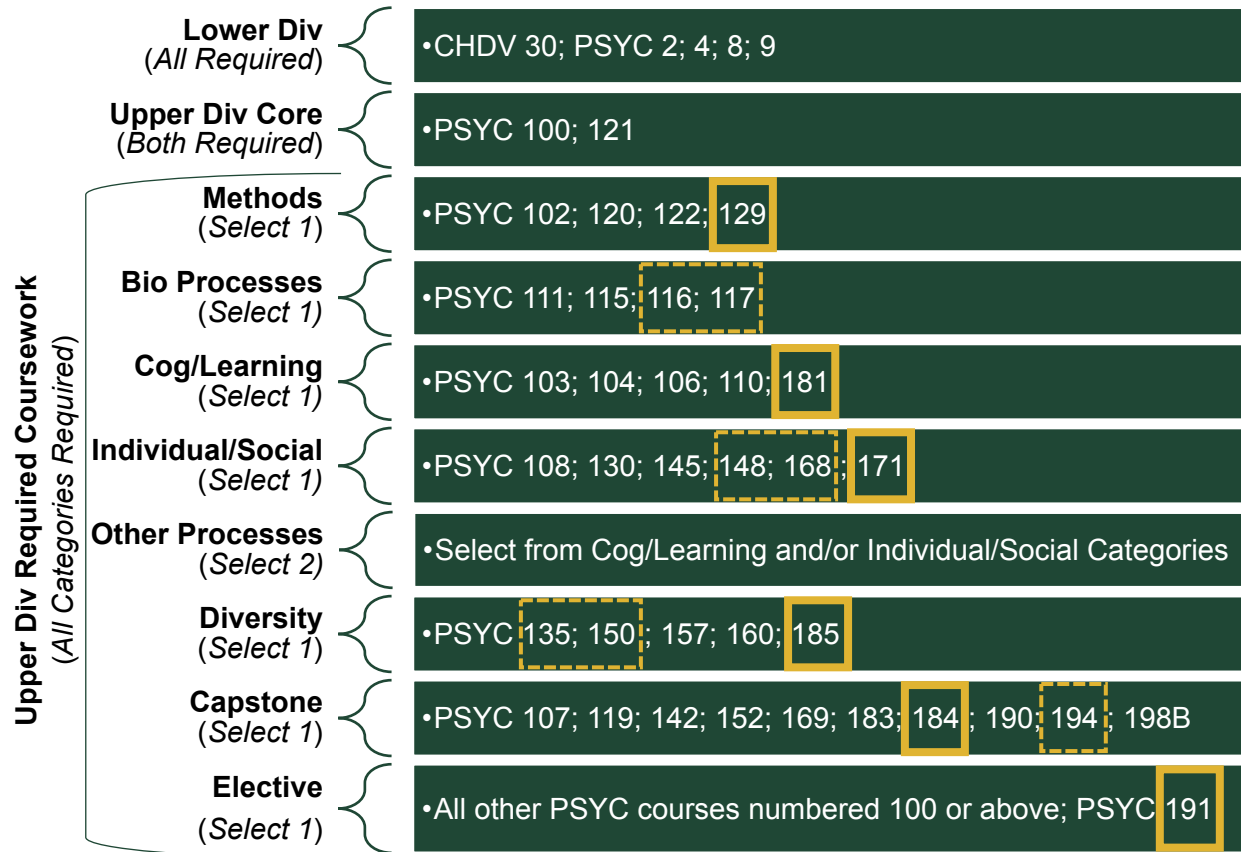 Lower Div
(All Required)
•CHDV 30; PSYC 2; 4; 8; 9
Upper Div Core
(Both Required)
•PSYC 100; 121
Upper Div Required Coursework
(All Categories Required)
Methods
(Select 1)
•PSYC 102; 120; 122; 129
Bio Processes
(Select 1)
•PSYC 111; 115; 116; 117
Cog/Learning
(Select 1)
•PSYC 103; 104; 106; 110; 181
Individual/Social
(Select 1)
•PSYC 108; 130; 145; 148; 168 ; 171
Other Processes
(Select 2)
•Select from Cog/Learning and/or Individual/Social Categories
Diversity
(Select 1)
•PSYC 135; 150 ; 157; 160; 185
Capstone
(Select 1)
•PSYC 107; 119; 142; 152; 169; 183; 184 ; 190; 194 ; 198B
Elective
(Select 1)
•All other PSYC courses numbered 100 or above; PSYC 191